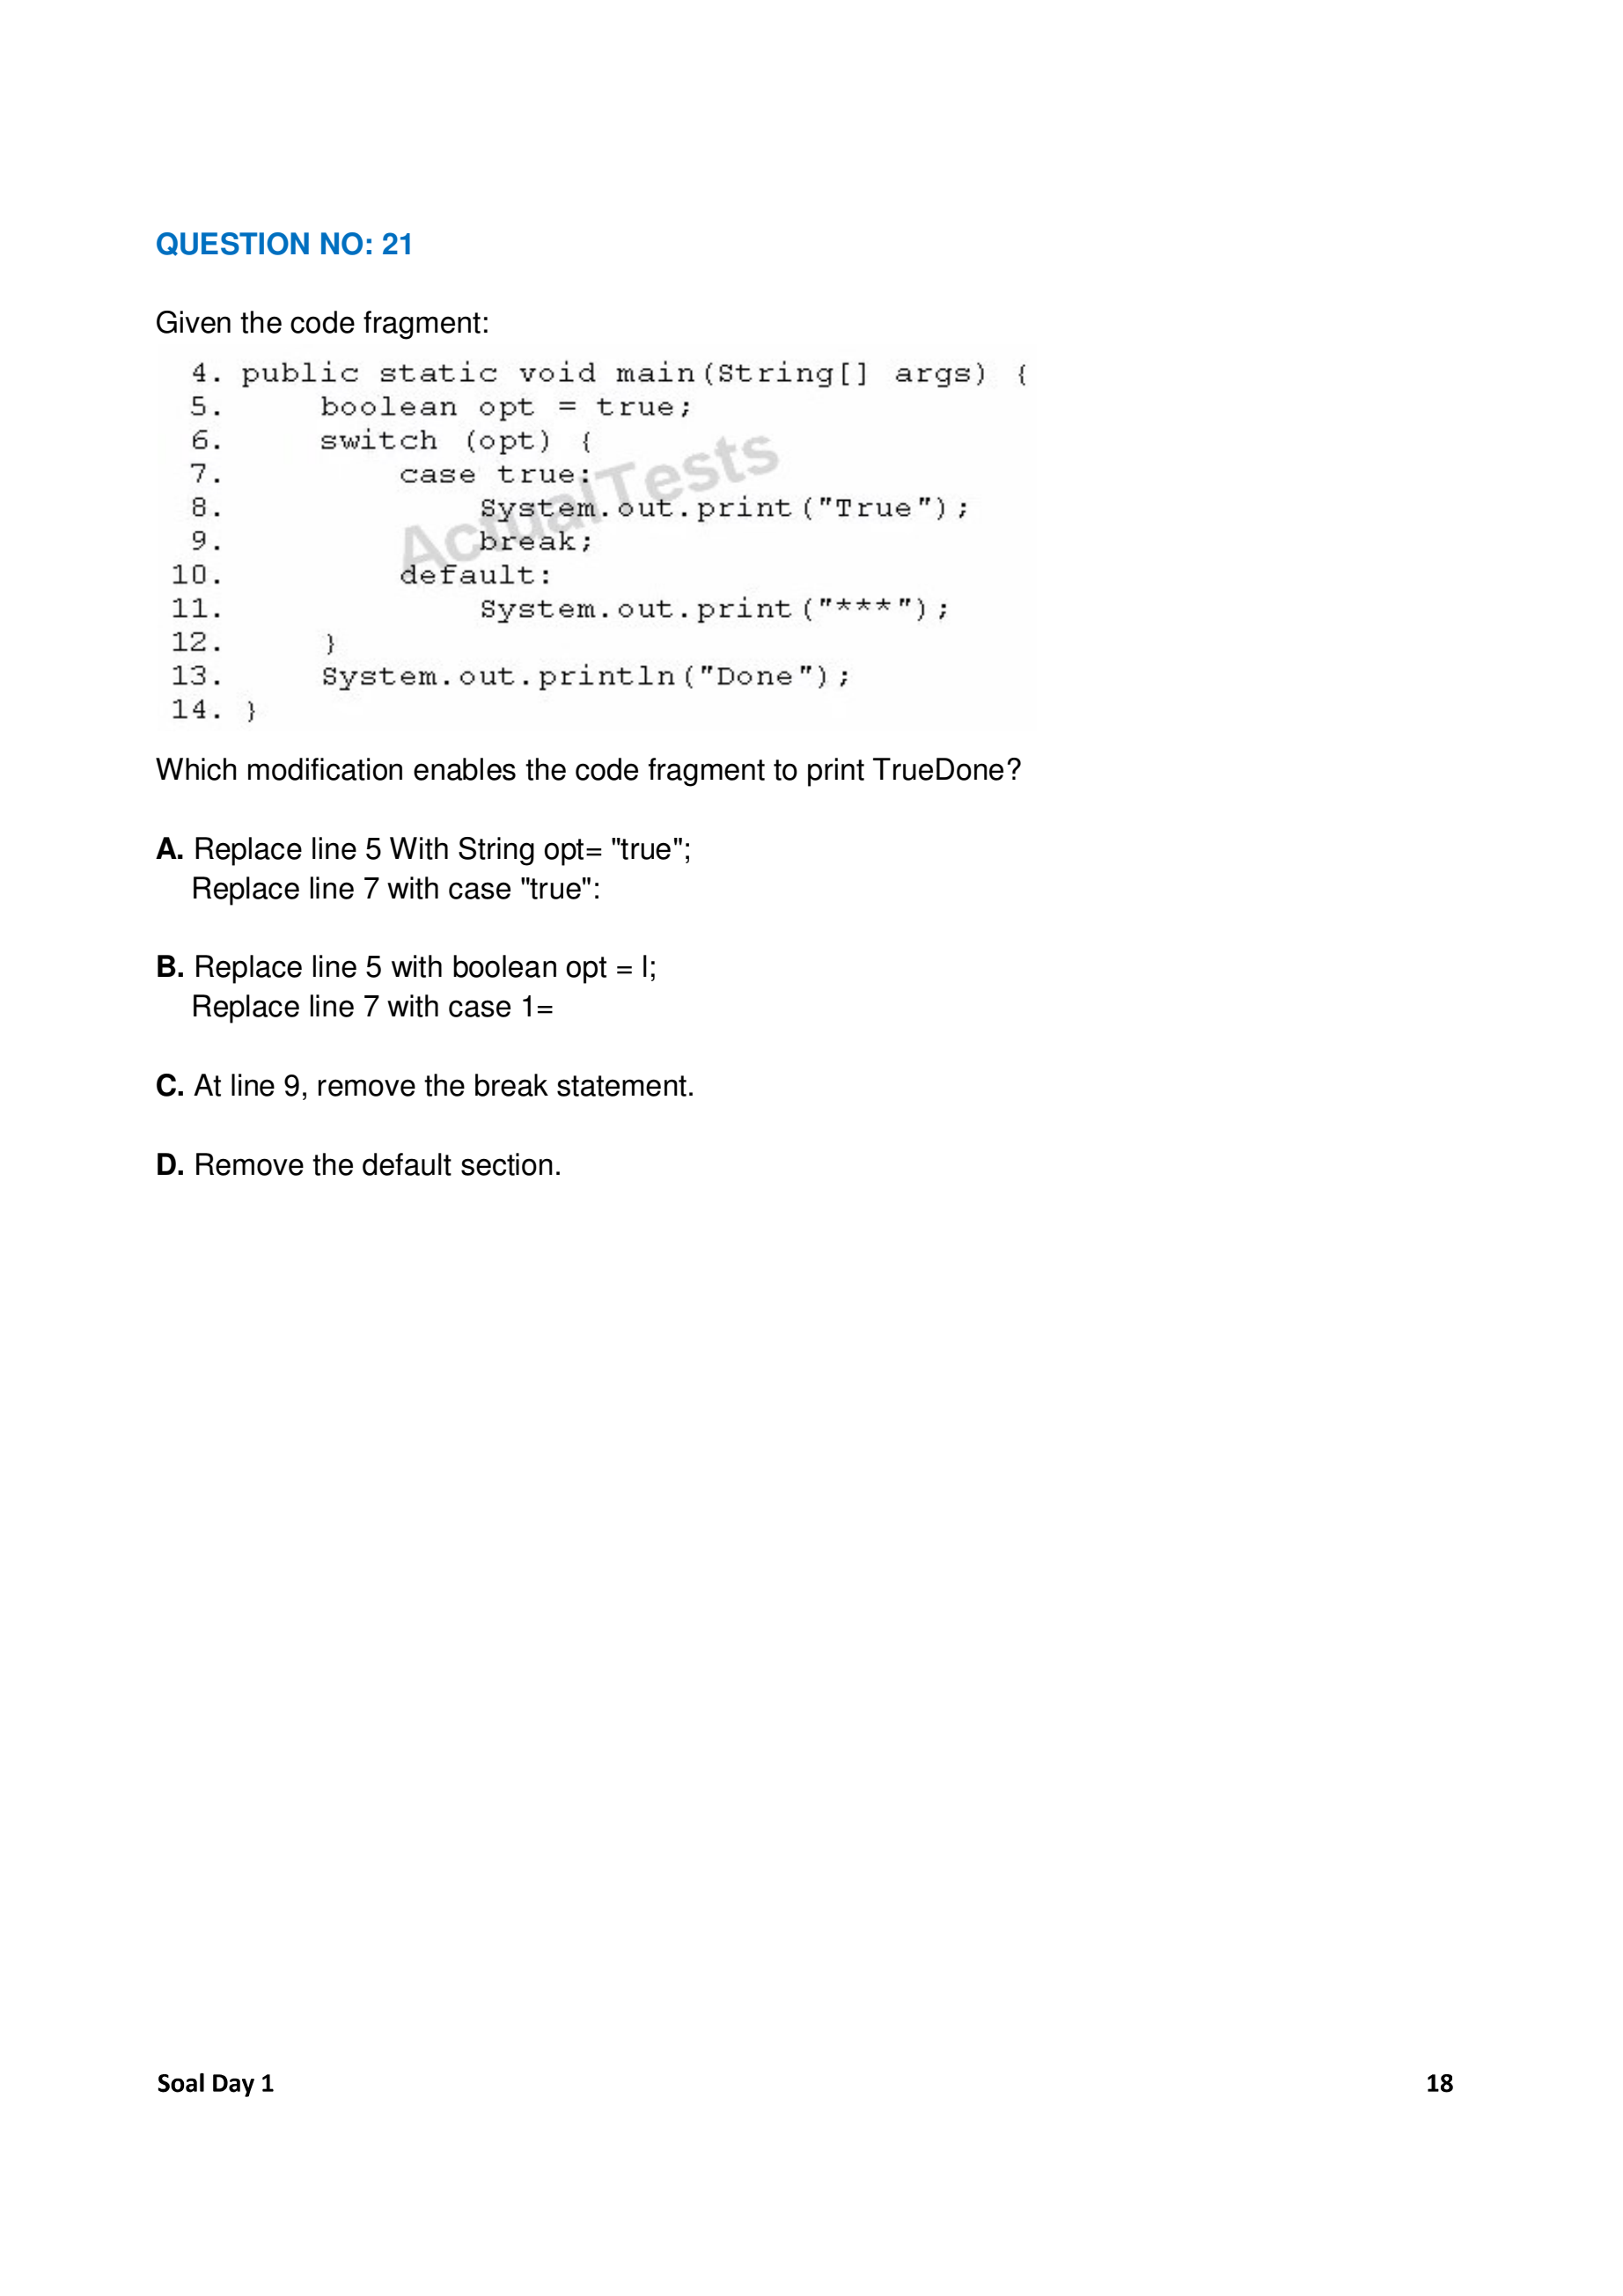 QUESTION NO: 21
Given the code fragment:
4. public static void main(String[] args) {
5. boolean opt = true;
6. switch (opt) {
7. case true:
8. System.out.print("True");
9. break;
10. default:
11. System.out.print("***");
12. }
13. System.out.println("Done");
14. }
ActualTests
Which modification enables the code fragment to print TrueDone?
A. Replace line 5 With String opt= "true";
Replace line 7 with case "true":
B. Replace line 5 with boolean opt = l;
Replace line 7 with case 1=
C. At line 9, remove the break statement.
D. Remove the default section.
Soal Day 1 18